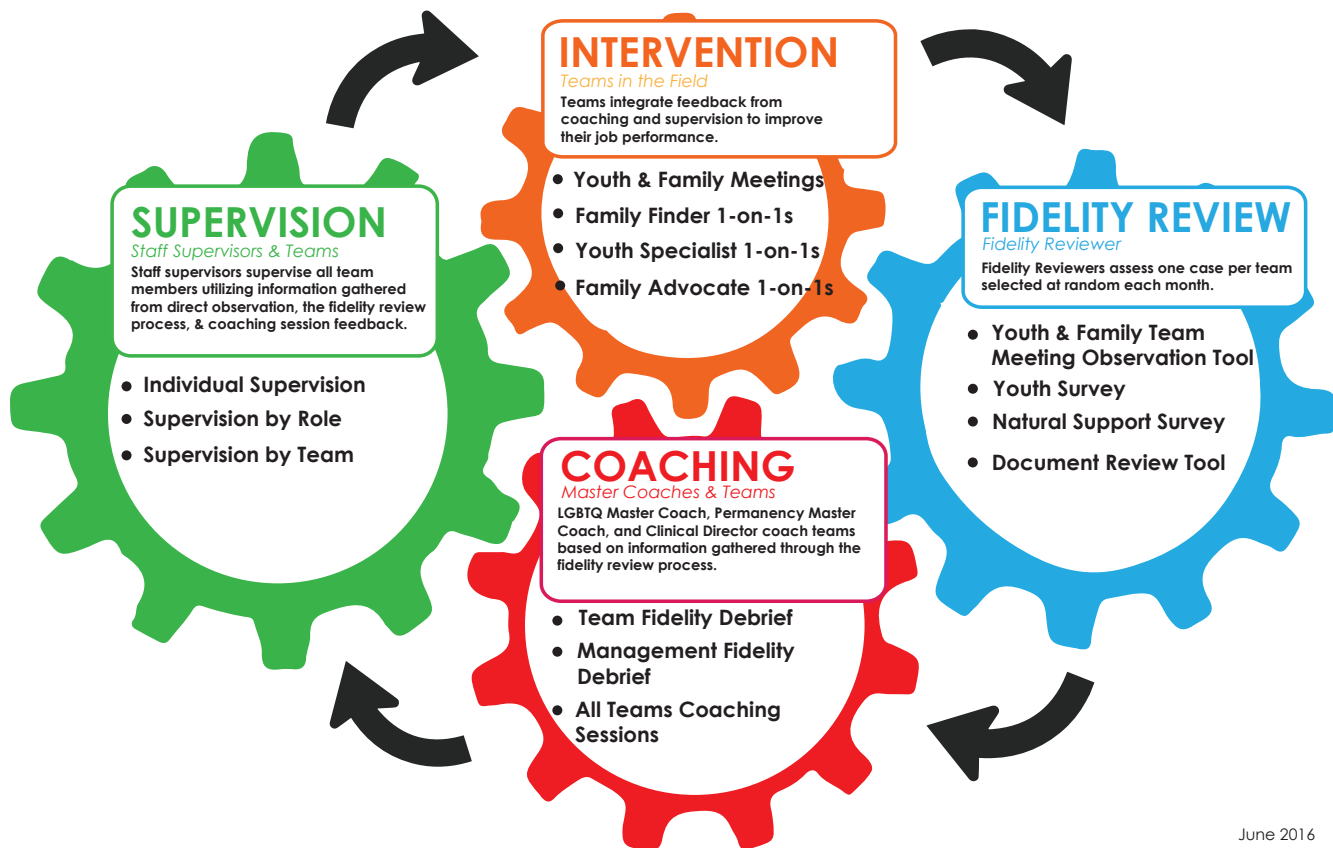 INTERVENTION
Teams in the Field
Teams integrate feedback from
coaching and supervision to improve
their job performance.
• Youth & Family Meetings
• Family Finder 1-on-1s
• Youth Specialist 1-on-1s
• Family Advocate 1-on-1s
SUPERVISION
Staff Supervisors & Teams
Staff supervisors supervise all team
members utilizing information gathered
from direct observation, the fidelity review
process, & coaching session feedback.
• Individual Supervision
• Supervision by Role
• Supervision by Team
FIDELITY REVIEW
Fidelity Reviewer
Fidelity Reviewers assess one case per team
selected at random each month.
• Youth & Family Team
Meeting Observation Tool
• Youth Survey
• Natural Support Survey
• Document Review Tool
COACHING
Master Coaches & Teams
LGBTQ Master Coach, Permanency Master
Coach, and Clinical Director coach teams
based on information gathered through the
fidelity review process.
• Team Fidelity Debrief
• Management Fidelity
Debrief
• All Teams Coaching
Sessions
June 2016